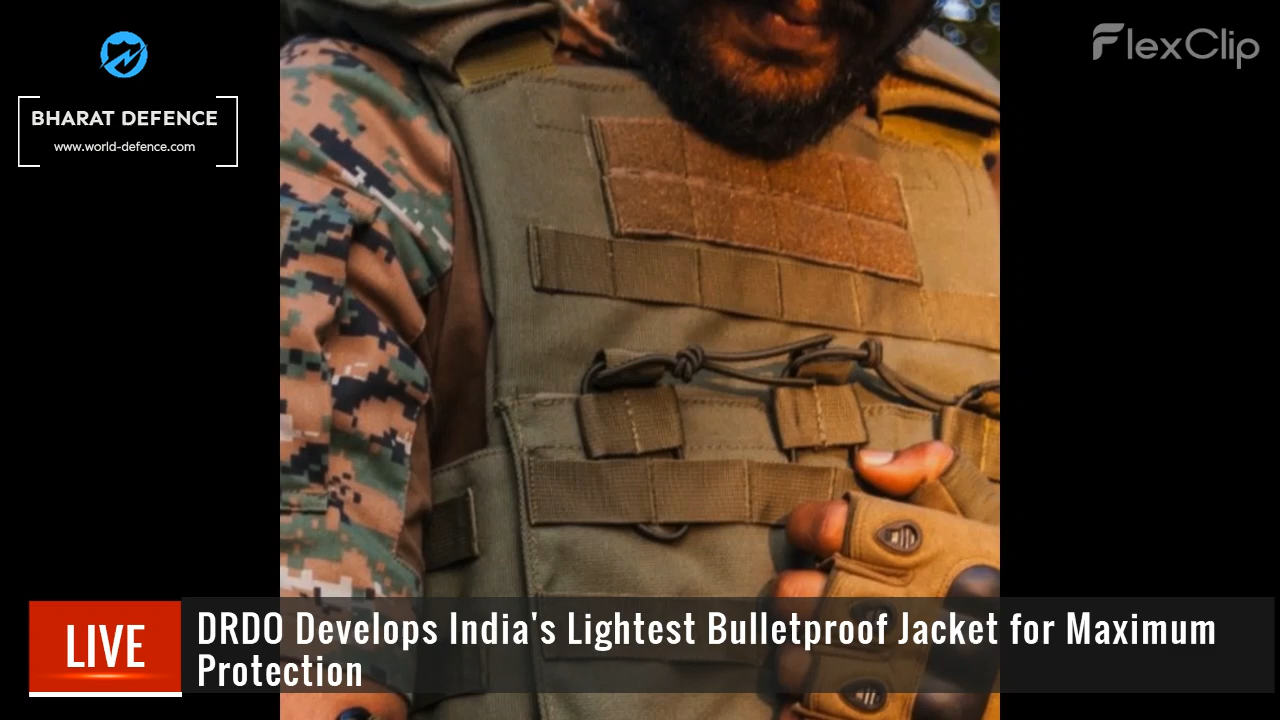 BHARAT DEFENCE
www.world-defence.com
FlexClip
LIVE
DRDO Develops India's Lightest Bulletproof Jacket for Maximum
Protection